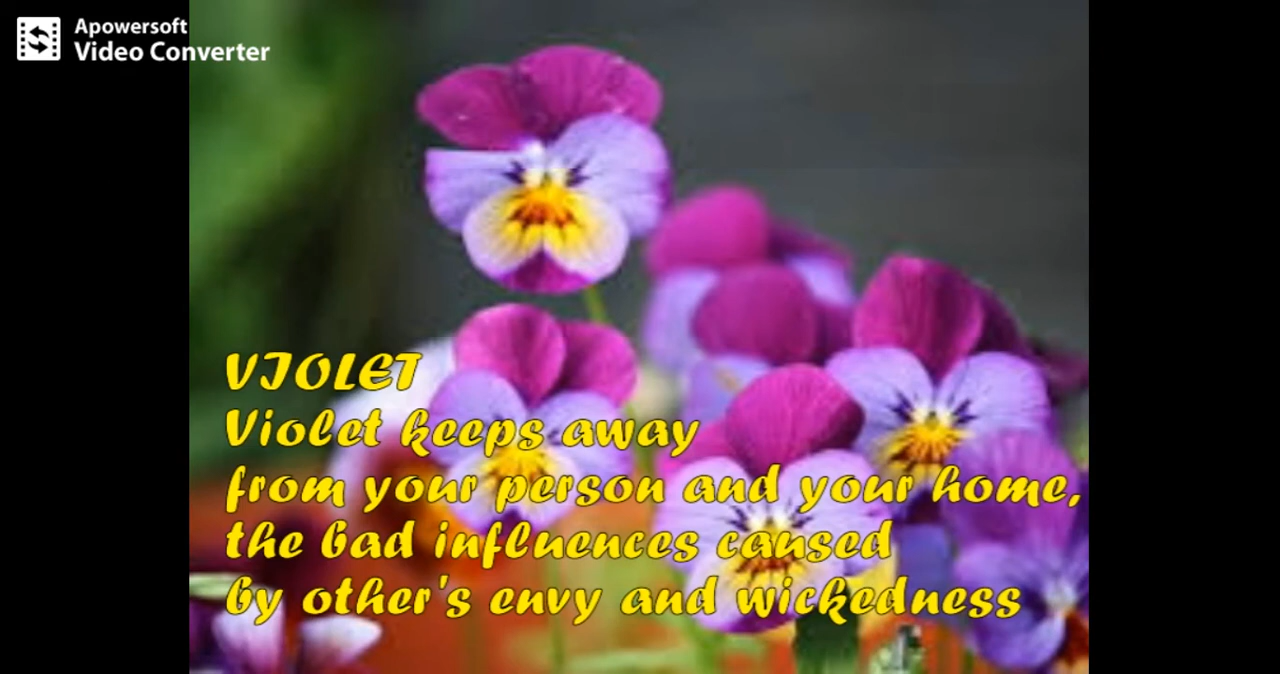 Apowersoft
Video Converter
VIOLET
Violet keeps away
from your person and your home,
the bad influences caused
by other's envy and wickedness